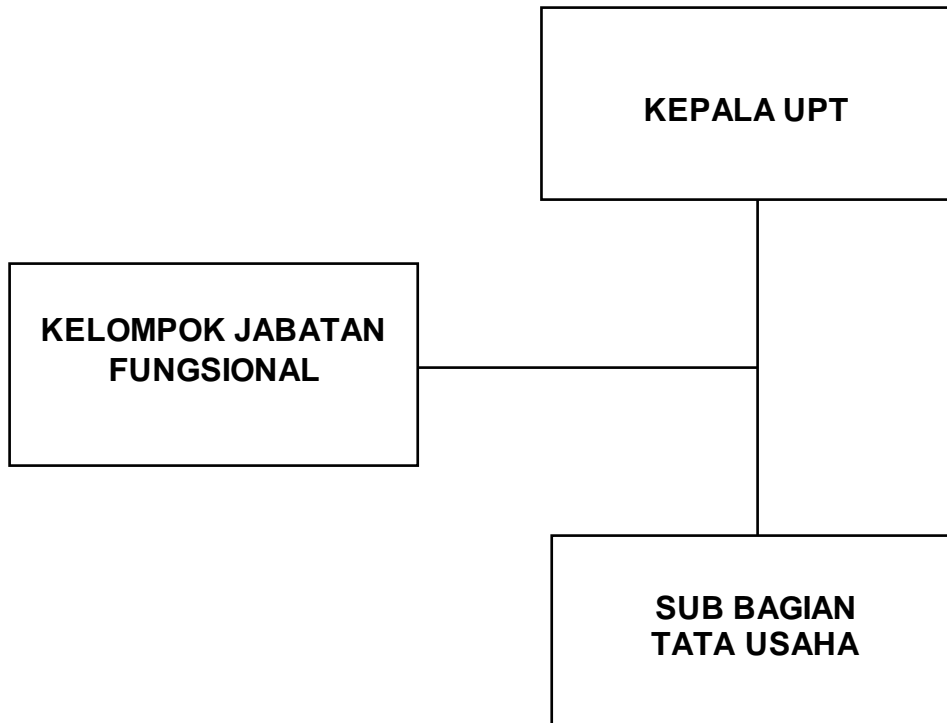 KEPALA UPT
KELOMPOK JABATAN
FUNGSIONAL
SUB BAGIAN
TATA USAHA